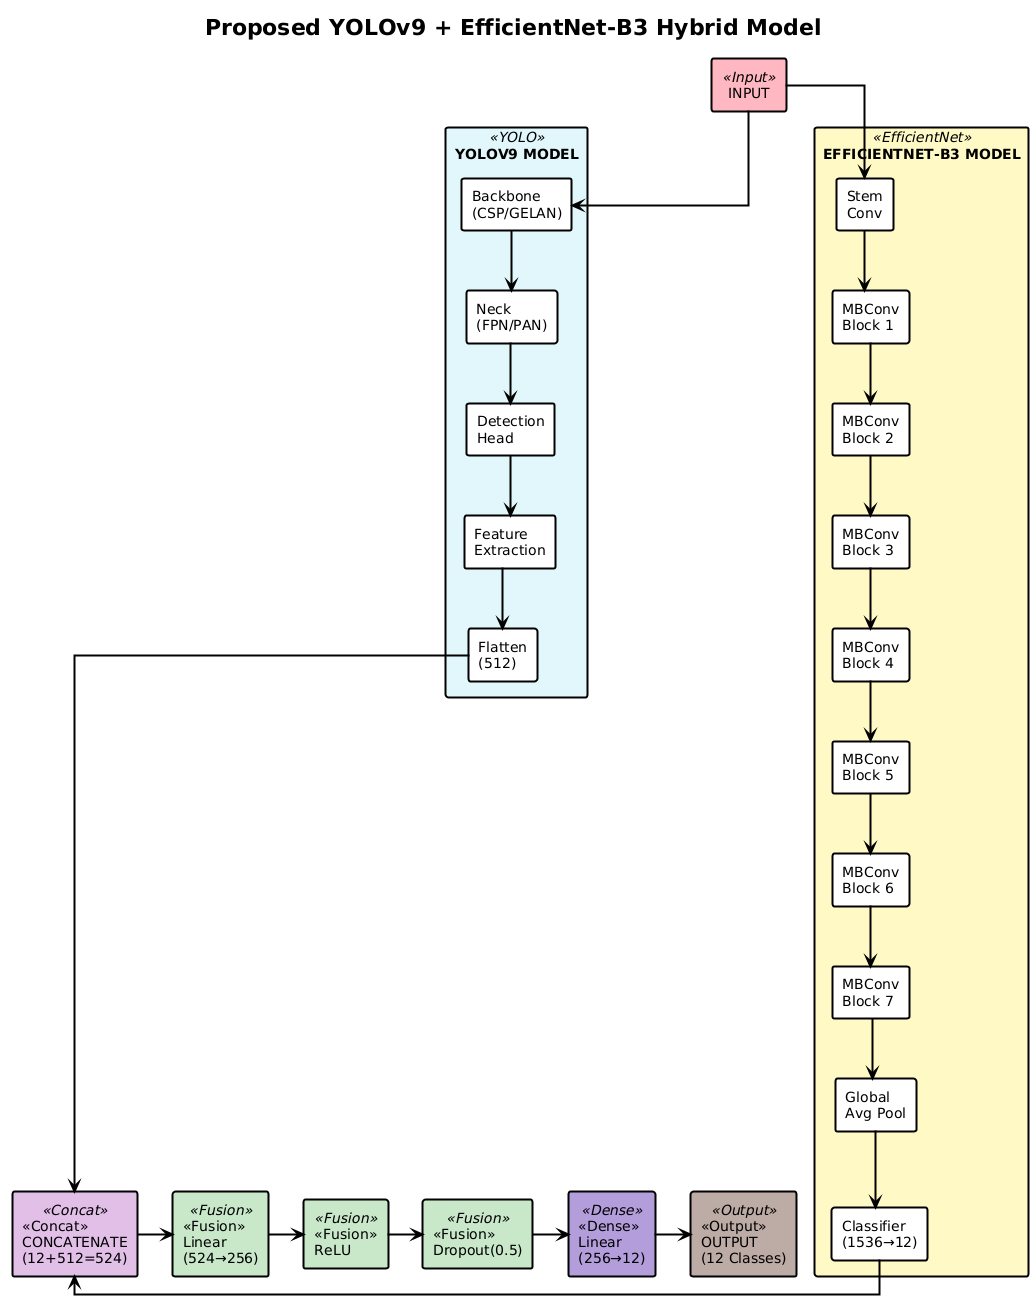 Proposed YOLOv9 + EfficientNet-B3 Hybrid Model
«Input»
INPUT
«YOLO»
YOLOV9 MODEL
Backbone
(CSP/GELAN)
Neck
(FPN/PAN)
Detection
Head
Feature
Extraction
Flatten
(512)
«EfficientNet»
EFFICIENTNET-B3 MODEL
Stem
Conv
MBConv
Block 1
MBConv
Block 2
MBConv
Block 3
MBConv
Block 4
MBConv
Block 5
MBConv
Block 6
MBConv
Block 7
Global
Avg Pool
Classifier
(1536→12)
«Concat»
«Concat»
CONCATENATE
(12+512=524)
«Fusion»
«Fusion»
Linear
(524→256)
«Fusion»
«Fusion»
ReLU
«Fusion»
«Fusion»
Dropout(0.5)
«Dense»
«Dense»
Linear
(256→12)
«Output»
«Output»
OUTPUT
(12 Classes)